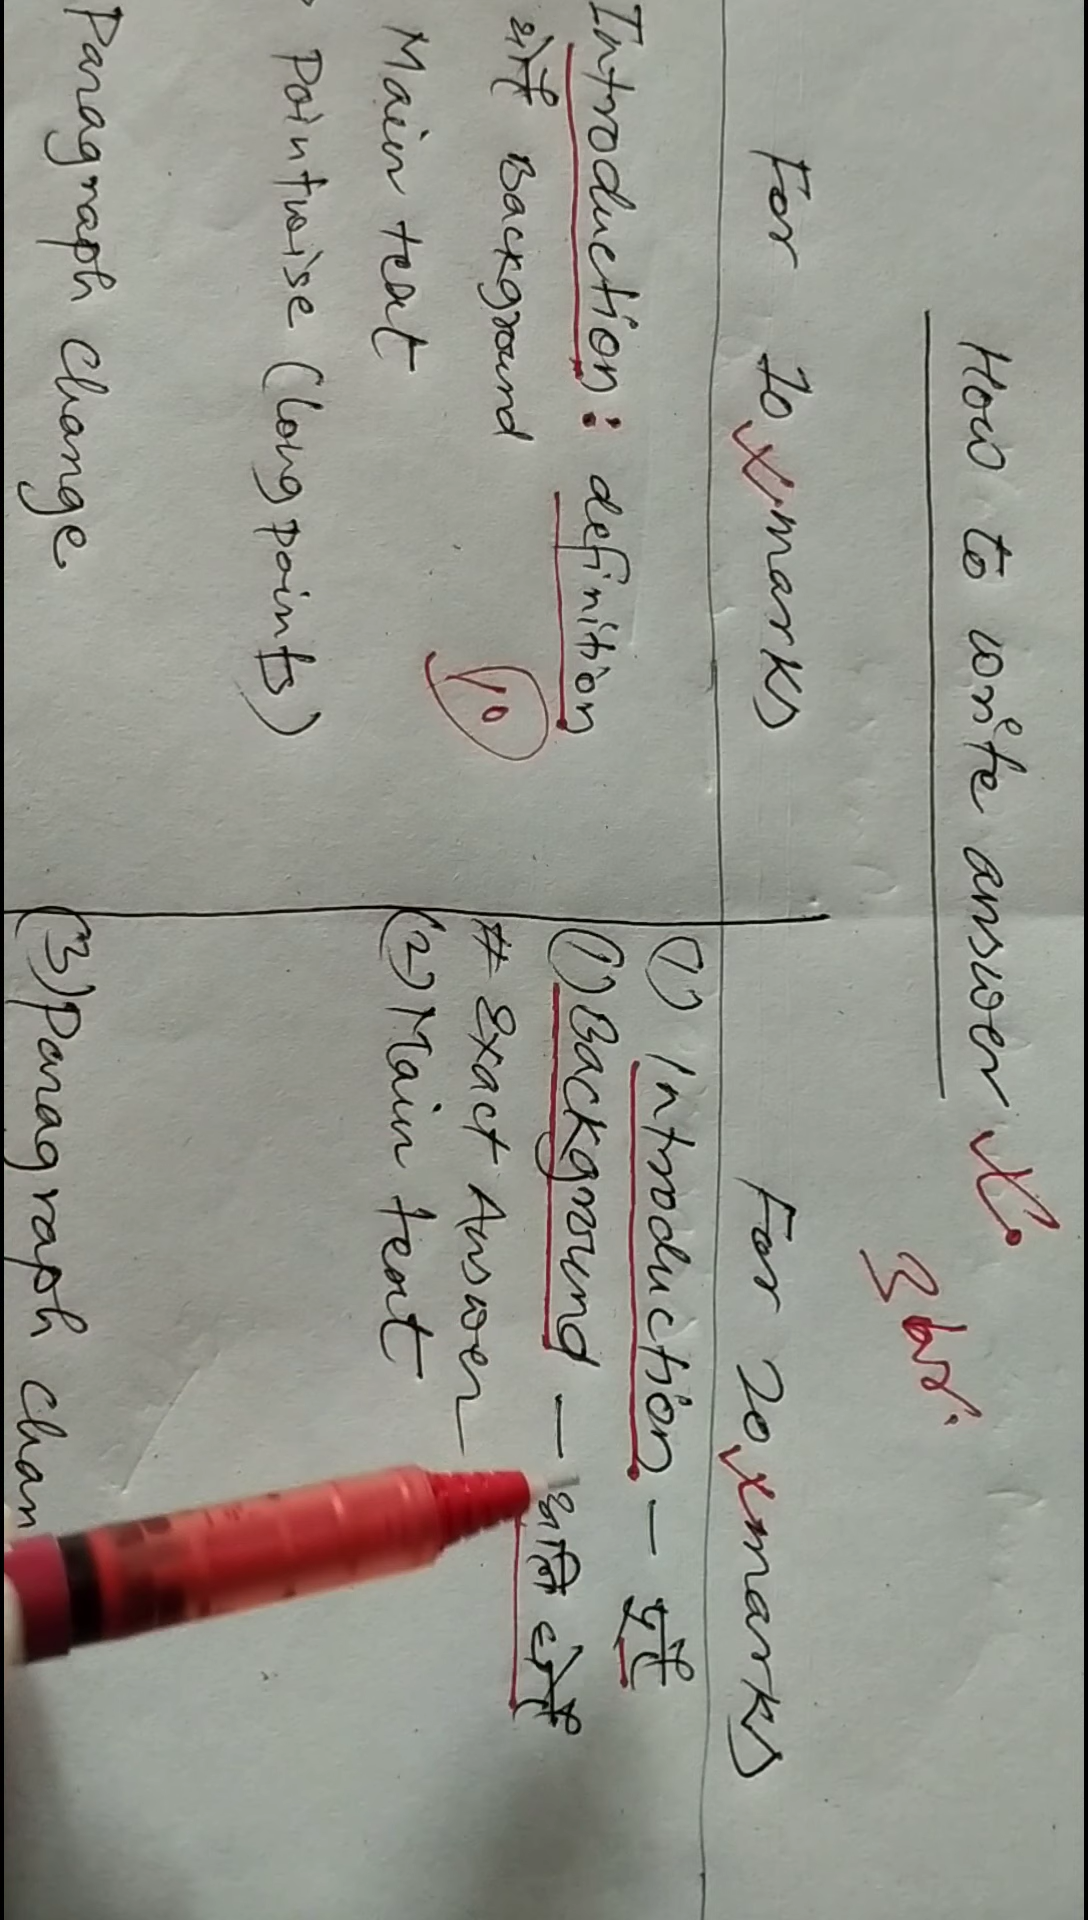 How to write answer
3 hr.
For 10 marks
Introduction: definition
Background
Main text
10
Pointwise (long points)
Paragraph change
For 20 marks
(1) Introduction —
(1) Background —
# Exact Answer
(2) Main text
(3) Paragraph chan